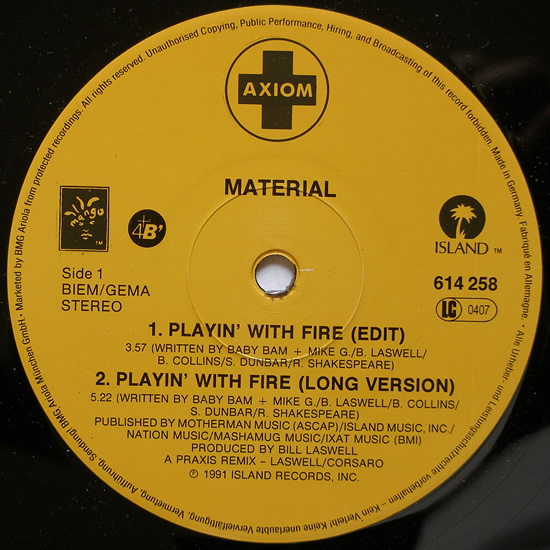 All rights reserved. Unauthorised Copying, Public Performance, Hiring, and Broadcasting of this record forbidden. Made in Germany. Fabriqué en Allemagne. • Alle Urheber- und Leistungsschutzrechte vorbehalten – Kein Verleih! Keine unerlaubte Vervielfältigung, Vermietung, Aufführung, Sendung! BMG Ariola München GmbH • Marketed by BMG Ariola from protected recordings.
AXIOM
MATERIAL
mango
TM
4th B'
ISLAND TM
Side 1
BIEM/GEMA
STEREO
614 258
LC 0407
1. PLAYIN' WITH FIRE (EDIT)
3.57 (WRITTEN BY BABY BAM + MIKE G./B. LASWELL/
B. COLLINS/S. DUNBAR/R. SHAKESPEARE)
2. PLAYIN' WITH FIRE (LONG VERSION)
5.22 (WRITTEN BY BABY BAM + MIKE G./B. LASWELL/B. COLLINS/
S. DUNBAR/R. SHAKESPEARE)
PUBLISHED BY MOTHERMAN MUSIC (ASCAP)/ISLAND MUSIC, INC./
NATION MUSIC/MASHAMUG MUSIC/IXAT MUSIC (BMI)
PRODUCED BY BILL LASWELL
A PRAXIS REMIX – LASWELL/CORSARO
℗ 1991 ISLAND RECORDS, INC.